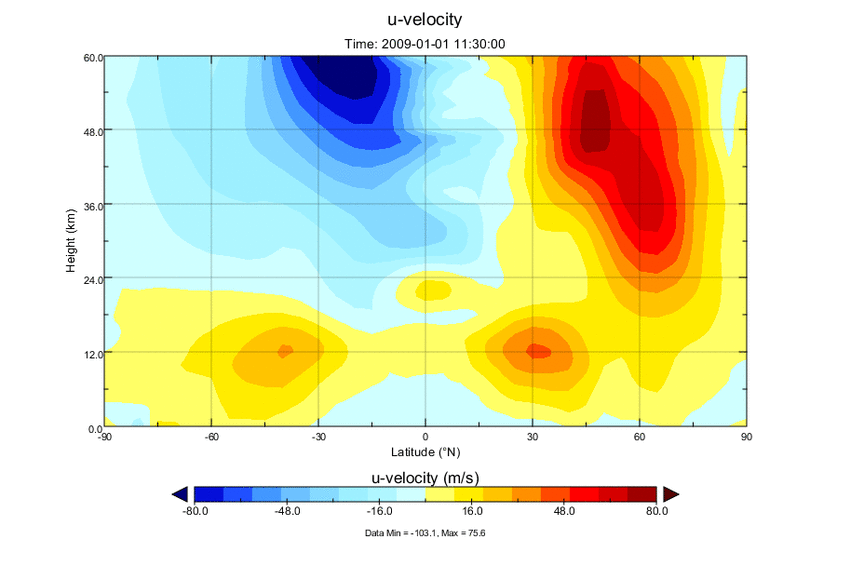 u-velocity
Time: 2009-01-01 11:30:00
60.0
48.0
36.0
24.0
12.0
0.0
Height (km)
-90 -60 -30 0 30 60 90
Latitude (°N)
u-velocity (m/s)
-80.0 -48.0 -16.0 16.0 48.0 80.0
Data Min = -103.1, Max = 75.6